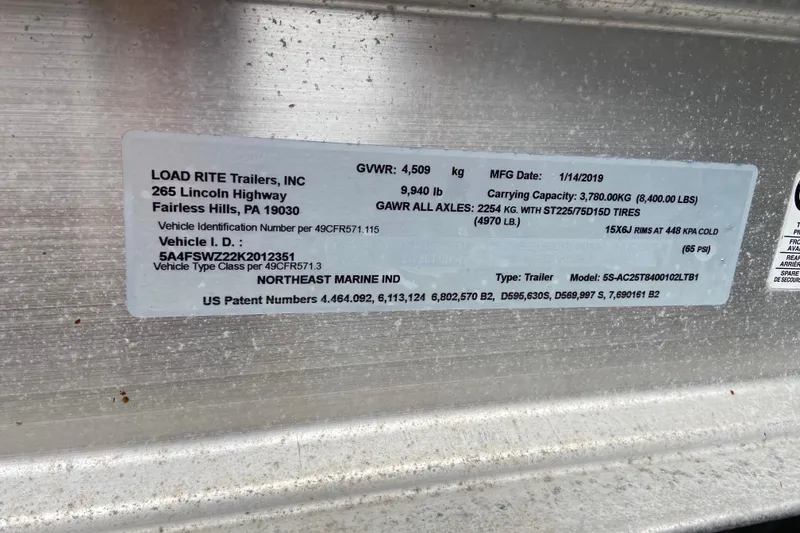 LOAD RITE Trailers, INC
265 Lincoln Highway
Fairless Hills, PA 19030
GVWR: 4,509 kg MFG Date: 1/14/2019
9,940 lb Carrying Capacity: 3,780.00KG (8,400.00 LBS)
GAWR ALL AXLES: 2254 KG. WITH ST225/75D15D TIRES
(4970 LB.) 15X6J RIMS AT 448 KPA COLD
(65 PSI)
Vehicle Identification Number per 49CFR571.115
Vehicle I. D. :
5A4FSWZ22K2012351
Vehicle Type Class per 49CFR571.3
NORTHEAST MARINE IND Type: Trailer Model: 5S-AC25T8400102LTB1
US Patent Numbers 4.464.092, 6,113,124 6,802,570 B2, D595,630S, D569,997 S, 7,690161 B2